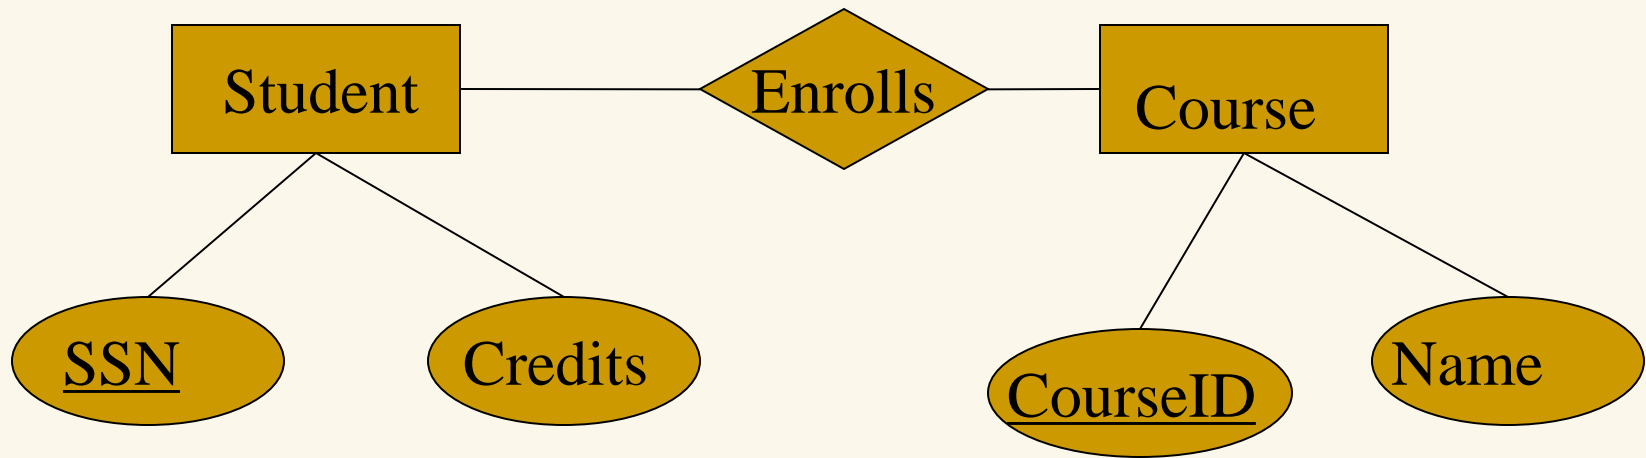 Student
Enrolls
Course
SSN
Credits
CourseID
Name